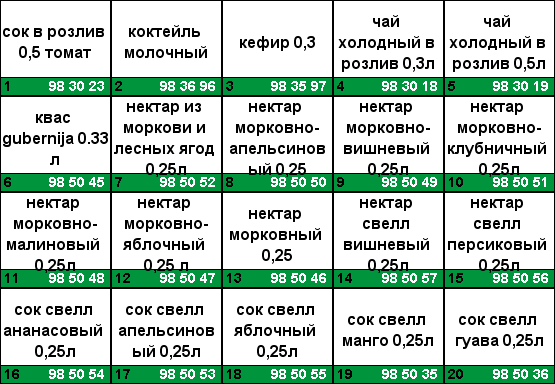 сок в розлив
0,5 томат
1 98 30 23
коктейль
молочный
2 98 36 96
кефир 0,3
3 98 35 97
чай
холодный в
розлив 0,3л
4 98 30 18
чай
холодный в
розлив 0,5л
5 98 30 19
квас
gubernija 0.33
л
6 98 50 45
нектар из
моркови и
лесных ягод
0,25л
7 98 50 52
нектар
морковно-
апельсинов
ый 0,25
8 98 50 50
нектар
морковно-
вишневый
0,25л
9 98 50 49
нектар
морковно-
клубничный
0,25л
10 98 50 51
нектар
морковно-
малиновый
0,25л
11 98 50 48
нектар
морковно-
яблочный
0,25 л
12 98 50 47
нектар
морковный
0,25
13 98 50 46
нектар
свелл
вишневый
0,25л
14 98 50 57
нектар
свелл
персиковый
0,25л
15 98 50 56
сок свелл
ананасовый
0,25л
16 98 50 54
сок свелл
апельсинов
ый 0,25л
17 98 50 53
сок свелл
яблочный
0,25л
18 98 50 55
сок свелл
манго 0,25л
19 98 50 35
сок свелл
гуава 0,25л
20 98 50 36